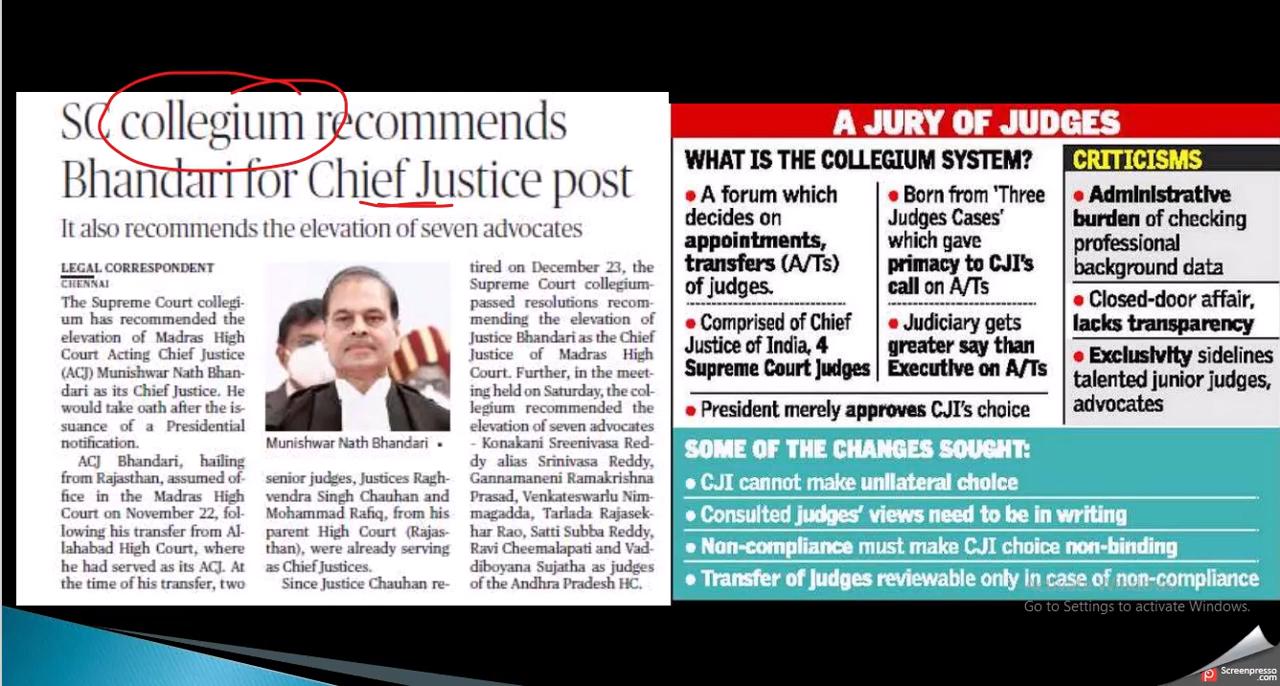 SC collegium recommends
Bhandari for Chief Justice post
It also recommends the elevation of seven advocates
LEGAL CORRESPONDENT
CHENNAI
The Supreme Court collegi-
um has recommended the
elevation of Madras High
Court Acting Chief Justice
(ACJ) Munishwar Nath Bhan-
dari as its Chief Justice. He
would take oath after the is-
suance of a Presidential
notification.
ACJ Bhandari, hailing
from Rajasthan, assumed of-
fice in the Madras High
Court on November 22, fol-
lowing his transfer from Al-
lahabad High Court, where
he had served as its ACJ. At
the time of his transfer, two
Munishwar Nath Bhandari
senior judges, Justices Ragh-
vendra Singh Chauhan and
Mohammad Rafiq, from his
parent High Court (Rajas-
than), were already serving
as Chief Justices.
Since Justice Chauhan re-
tired on December 23, the
Supreme Court collegium-
passed resolutions recom-
mending the elevation of
Justice Bhandari as the Chief
Justice of Madras High
Court. Further, in the meet-
ing held on Saturday, the col-
legium recommended the
elevation of seven advocates
- Konakani Sreenivasa Red-
dy alias Srinivasa Reddy,
Gannamaneni Ramakrishna
Prasad, Venkateswarlu Nim-
magadda, Tarlada Rajasek-
har Rao, Satti Subba Reddy,
Ravi Cheemalapati and Vad-
diboyana Sujatha as judges
of the Andhra Pradesh HC.
A JURY OF JUDGES
WHAT IS THE COLLEGIUM SYSTEM?
• A forum which
decides on
appointments,
transfers (A/Ts)
of judges.
• Comprised of Chief
Justice of India, 4
Supreme Court Judges
• Born from 'Three
Judges Cases'
which gave
primacy to CJI's
call on A/Ts
• Judiciary gets
greater say than
Executive on A/Ts
• President merely approves CJI's choice
CRITICISMS
• Administrative
burden of checking
professional
background data
• Closed-door affair,
lacks transparency
• Exclusivity sidelines
talented junior judges,
advocates
SOME OF THE CHANGES SOUGHT:
• CJI cannot make unilateral choice
• Consulted judges' views need to be in writing
• Non-compliance must make CJI choice non-binding
• Transfer of judges reviewable only in case of non-compliance
Activate Windows
Go to Settings to activate Windows.
Screenpresso
.com